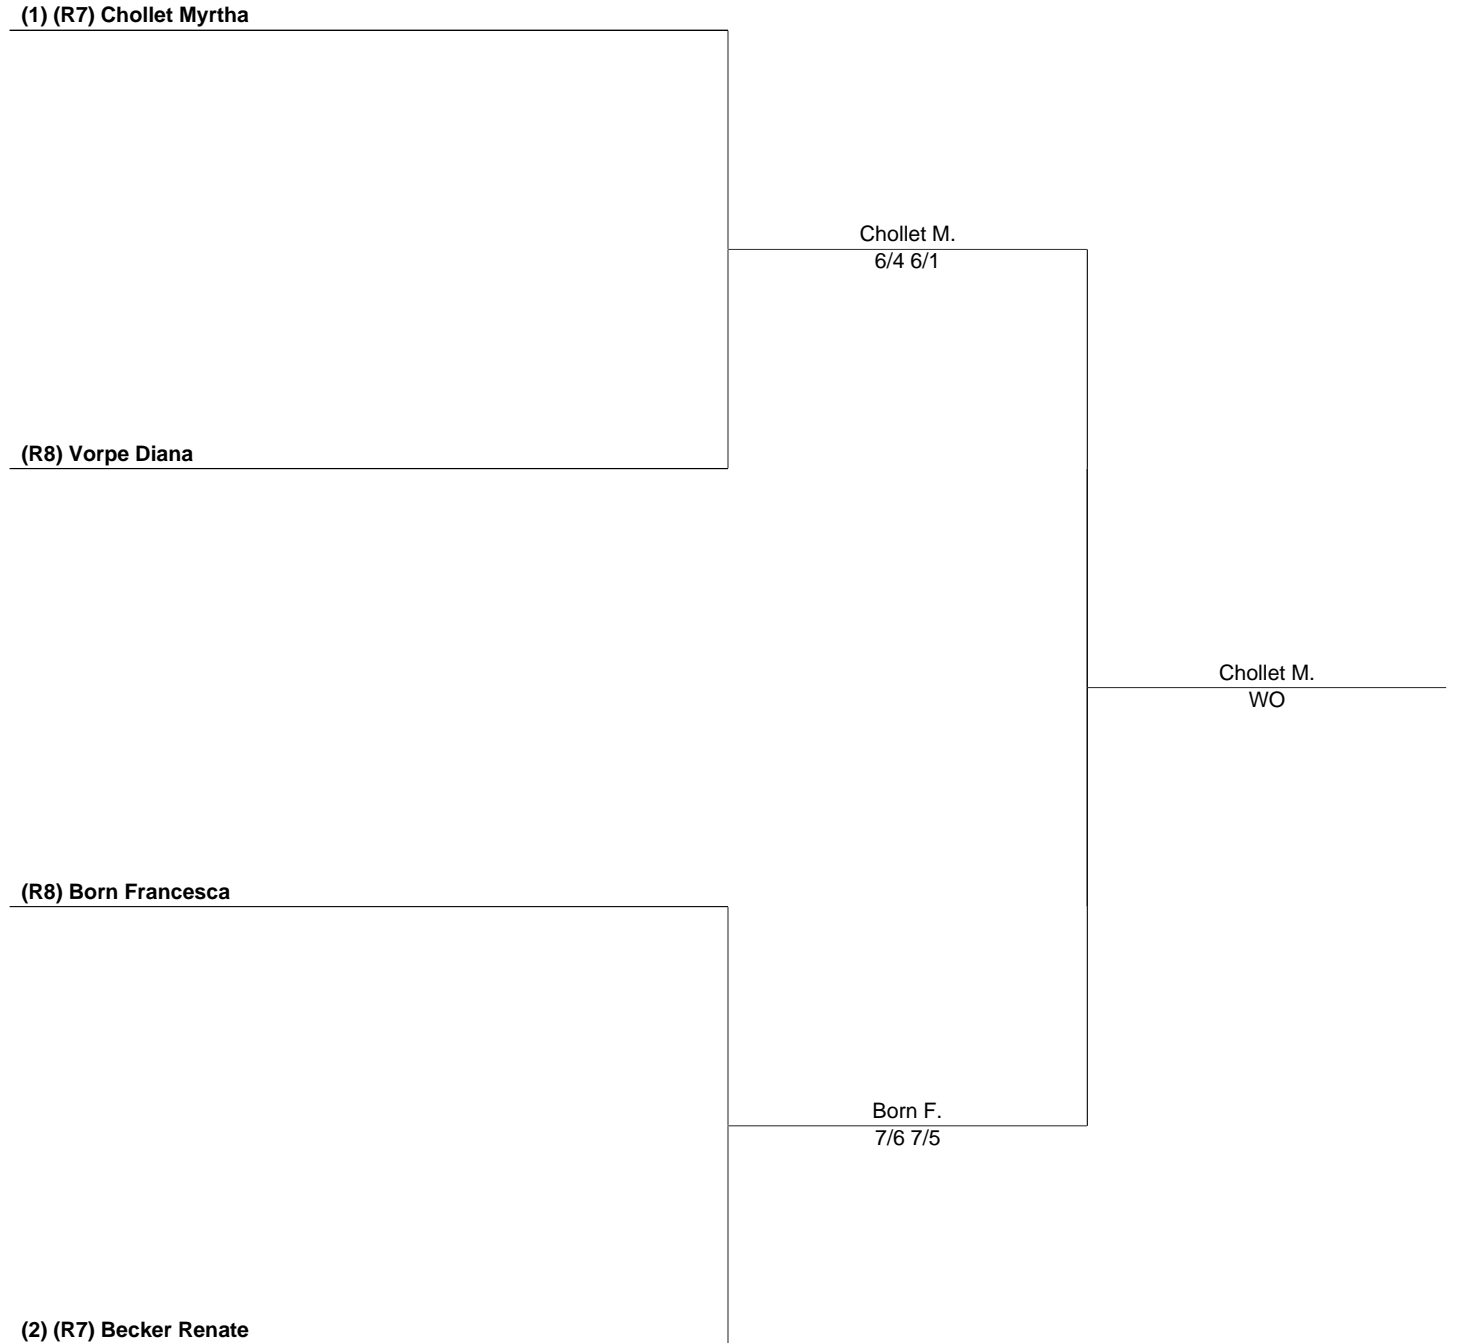 (1) (R7) Chollet Myrtha
Chollet M.
6/4 6/1
(R8) Vorpe Diana
Chollet M.
WO
(R8) Born Francesca
Born F.
7/6 7/5
(2) (R7) Becker Renate